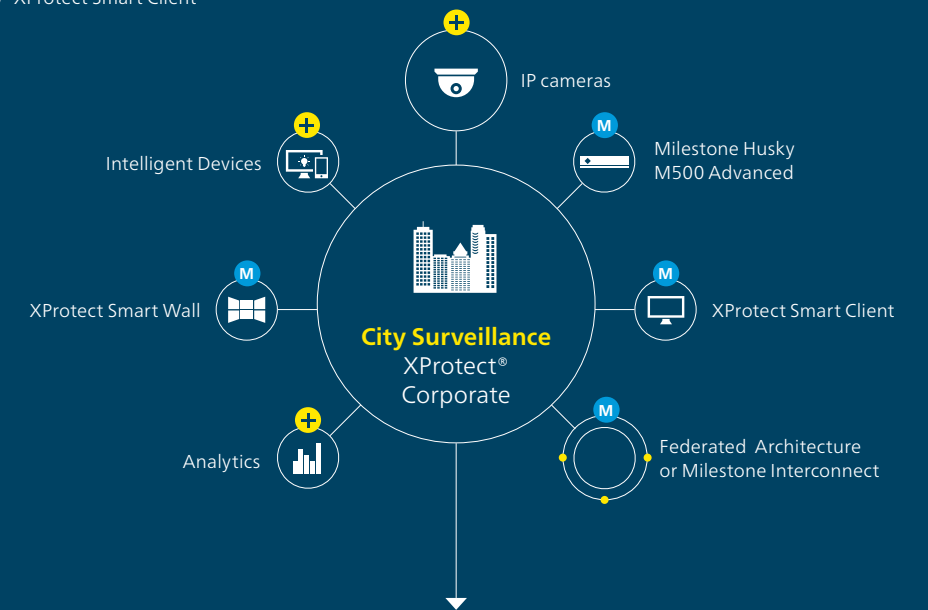 XProtect Smart Client
+
IP cameras
M
Milestone Husky
M500 Advanced
+
Intelligent Devices
M
XProtect Smart Wall
City Surveillance
XProtect®
Corporate
M
XProtect Smart Client
+
Analytics
M
Federated Architecture
or Milestone Interconnect